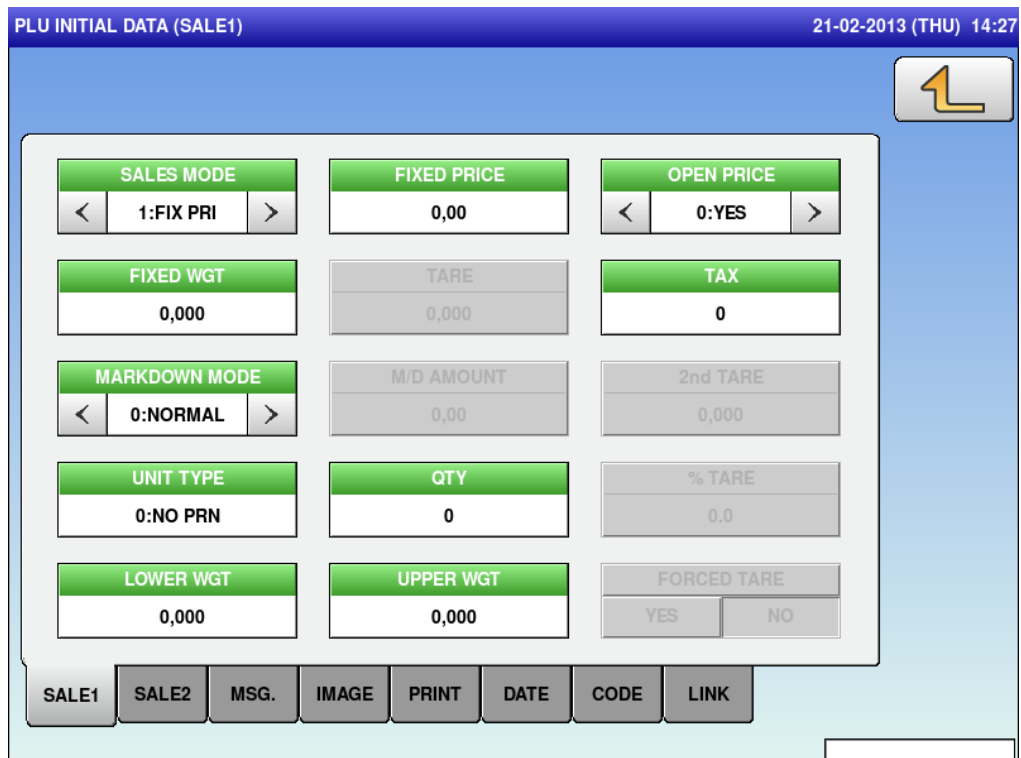 PLU INITIAL DATA (SALE1) 21-02-2013 (THU) 14:27
SALES MODE FIXED PRICE OPEN PRICE
1:FIX PRI 0,00 0:YES
FIXED WGT TARE TAX
0,000 0,000 0
MARKDOWN MODE M/D AMOUNT 2nd TARE
0:NORMAL 0,00 0,000
UNIT TYPE QTY % TARE
0:NO PRN 0 0.0
LOWER WGT UPPER WGT FORCED TARE
0,000 0,000 YES NO
SALE1 SALE2 MSG. IMAGE PRINT DATE CODE LINK